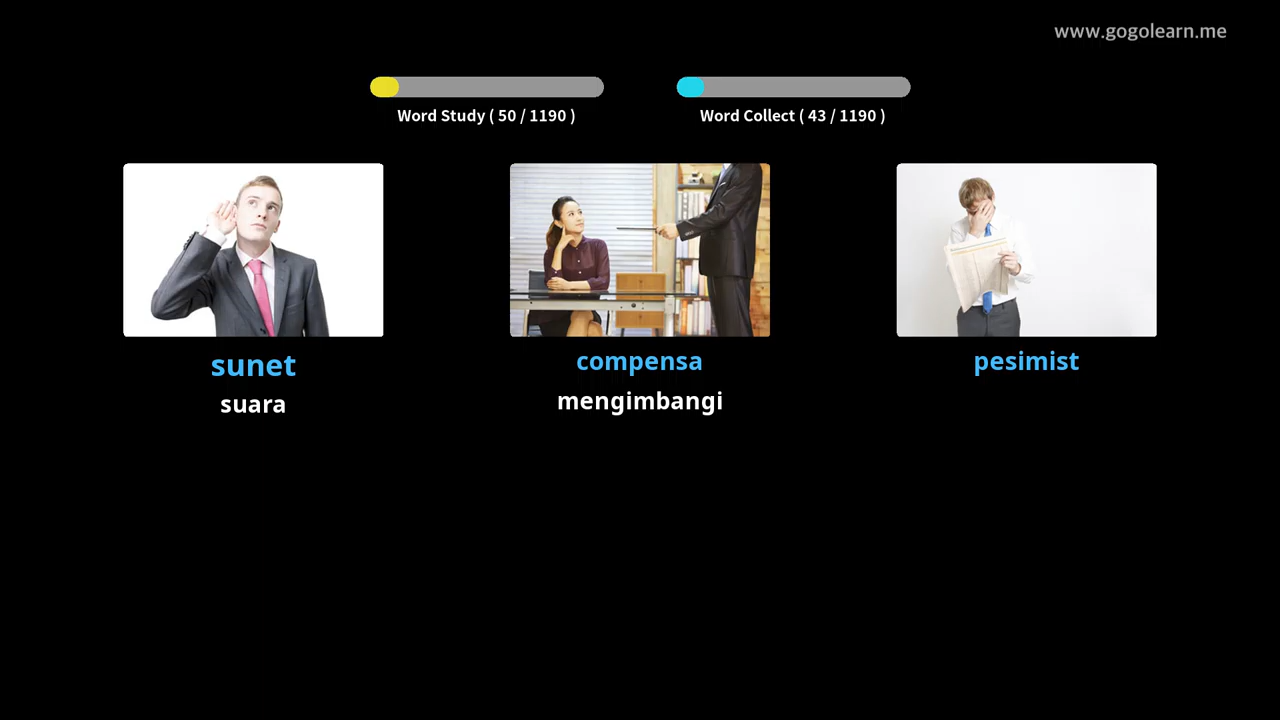 www.gogolearn.me
Word Study ( 50 / 1190 )
Word Collect ( 43 / 1190 )
sunet
suara
compensa
mengimbangi
pesimist